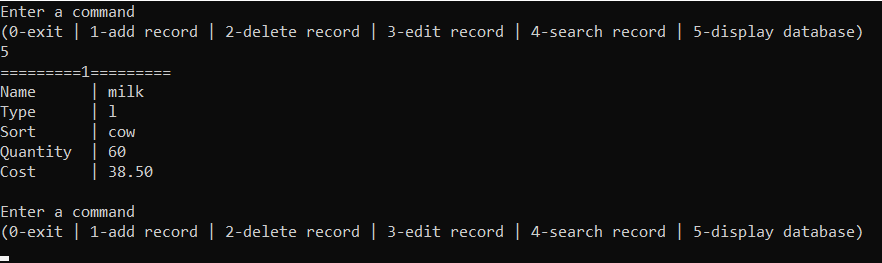 Enter a command
(0-exit | 1-add record | 2-delete record | 3-edit record | 4-search record | 5-display database)
5
=========1=========
Name      | milk
Type      | l
Sort      | cow
Quantity  | 60
Cost      | 38.50
Enter a command
(0-exit | 1-add record | 2-delete record | 3-edit record | 4-search record | 5-display database)